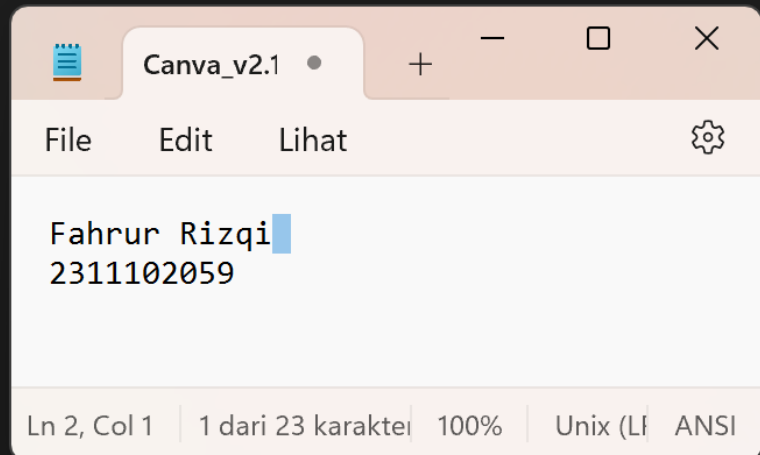 Canva_v2.1
File Edit Lihat
Fahrur Rizqi
2311102059
Ln 2, Col 1 1 dari 23 karakter 100% Unix (LF ANSI